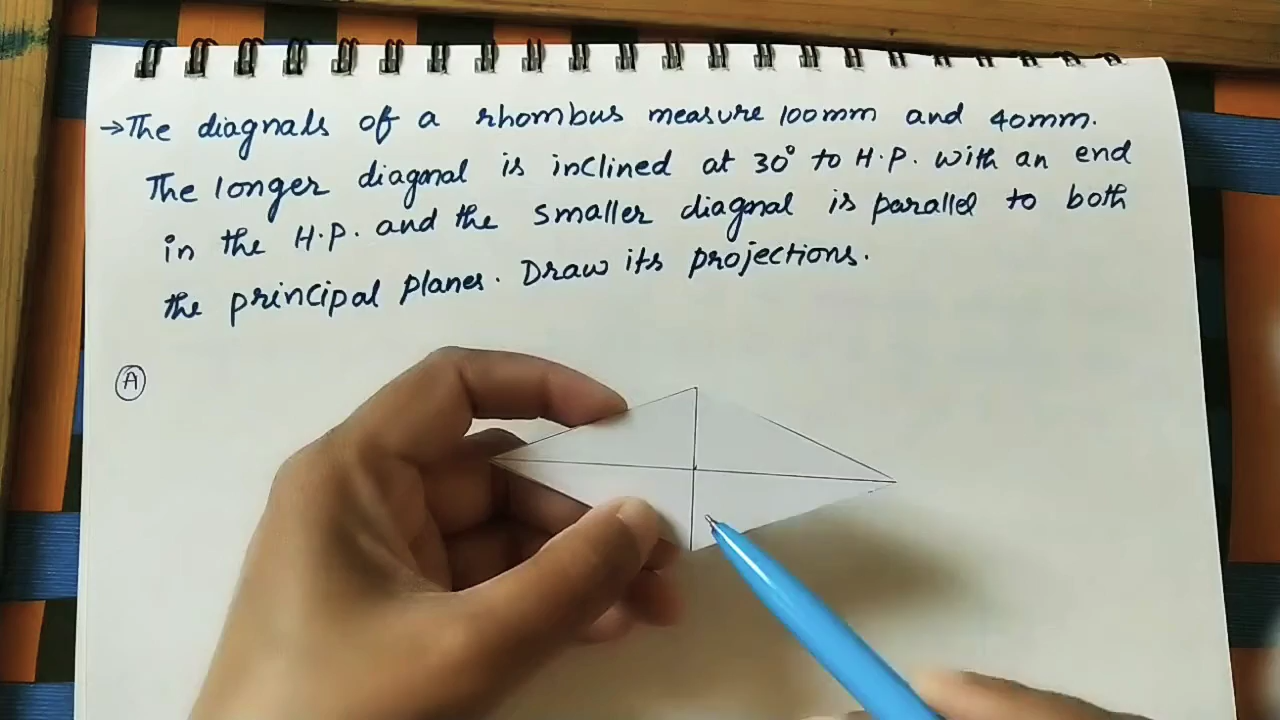 →The diagnals of a rhombus measure 100mm and 40mm.
The longer diagonal is inclined at 30° to H.P. with an end
in the H.P. and the smaller diagnal is parallel to both
the principal planes. Draw its projections.
A